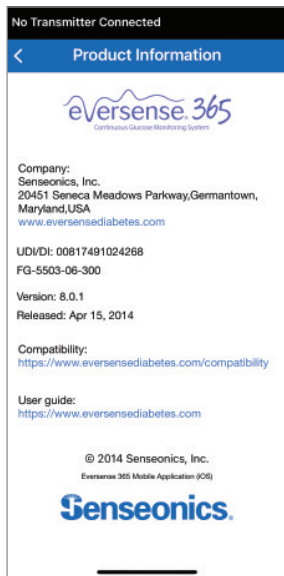 No Transmitter Connected
Product Information
eversense. 365
Continuous Glucose Monitoring System
Company:
Senseonics, Inc.
20451 Seneca Meadows Parkway,Germantown,
Maryland,USA
www.eversensediabetes.com
UDI/DI: 00817491024268
FG-5503-06-300
Version: 8.0.1
Released: Apr 15, 2014
Compatibility:
https://www.eversensediabetes.com/compatibility
User guide:
https://www.eversensediabetes.com
© 2014 Senseonics, Inc.
Eversense 365 Mobile Application (iOS)
Senseonics.